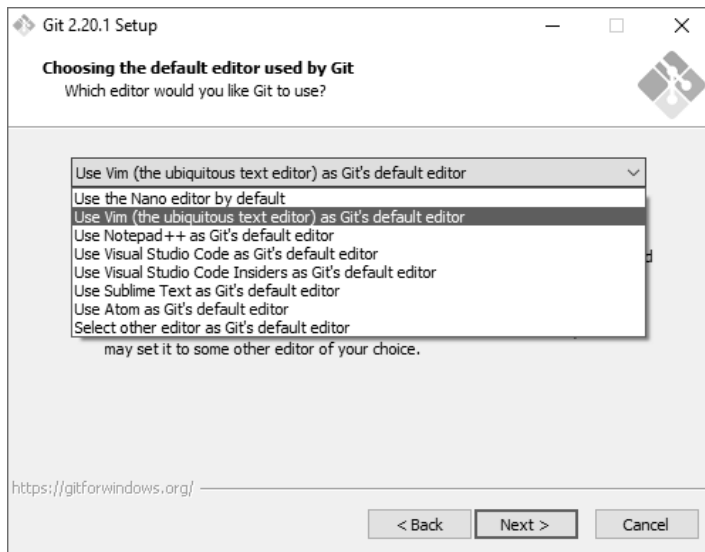 Git 2.20.1 Setup
Choosing the default editor used by Git
Which editor would you like Git to use?
Use Vim (the ubiquitous text editor) as Git's default editor
Use the Nano editor by default
Use Vim (the ubiquitous text editor) as Git's default editor
Use Notepad++ as Git's default editor
Use Visual Studio Code as Git's default editor
Use Visual Studio Code Insiders as Git's default editor
Use Sublime Text as Git's default editor
Use Atom as Git's default editor
Select other editor as Git's default editor
may set it to some other editor of your choice.
https://gitforwindows.org/
< Back Next > Cancel